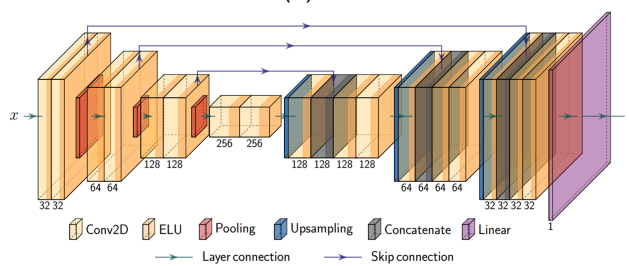 x
32 32
64 64
128 128
256 256
128 128 128 128
64 64 64 64
32 32 32 32
1
Conv2D ELU Pooling Upsampling Concatenate Linear
Layer connection Skip connection